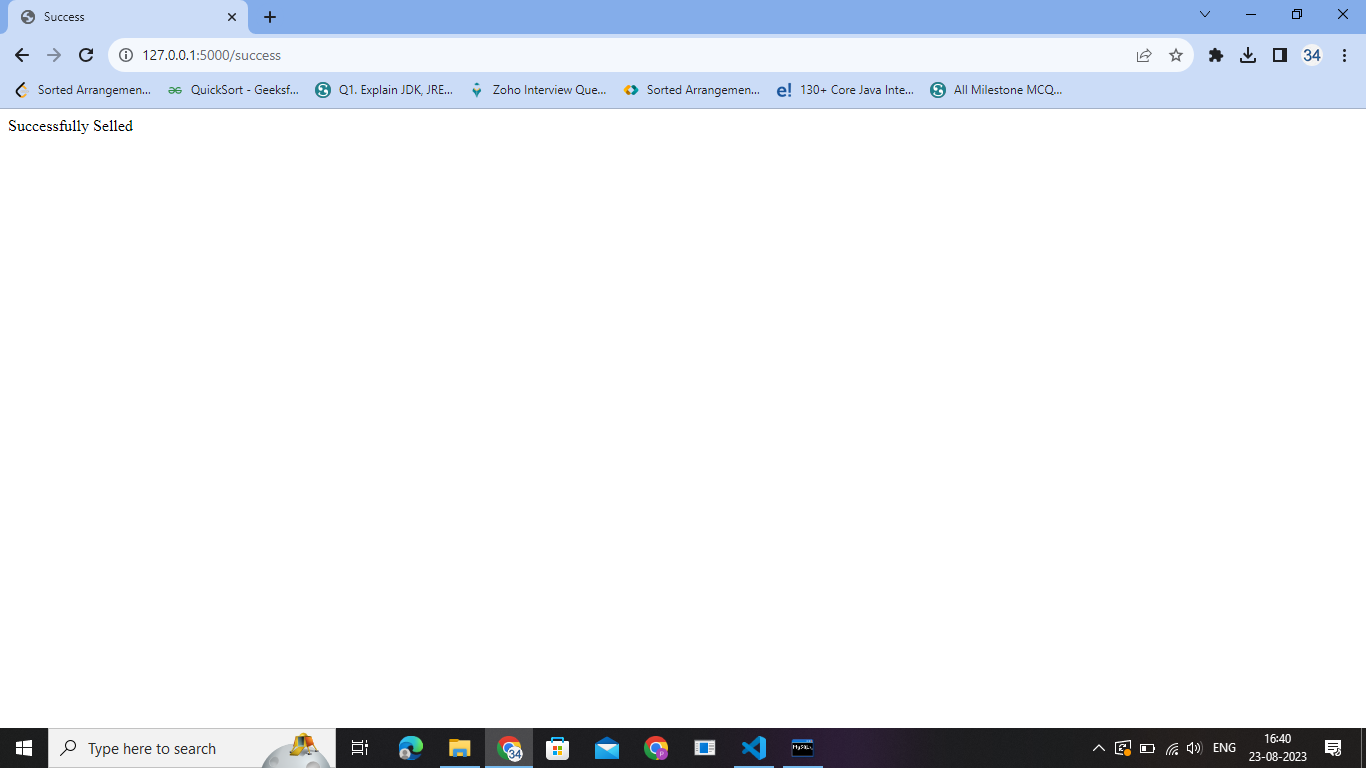 Success
127.0.0.1:5000/success
34
Sorted Arrangemen...
QuickSort - Geeksf...
Q1. Explain JDK, JRE...
Zoho Interview Que...
Sorted Arrangemen...
e! 130+ Core Java Inte...
All Milestone MCQ...
Successfully Selled
Type here to search
34
ENG
16:40
23-08-2023